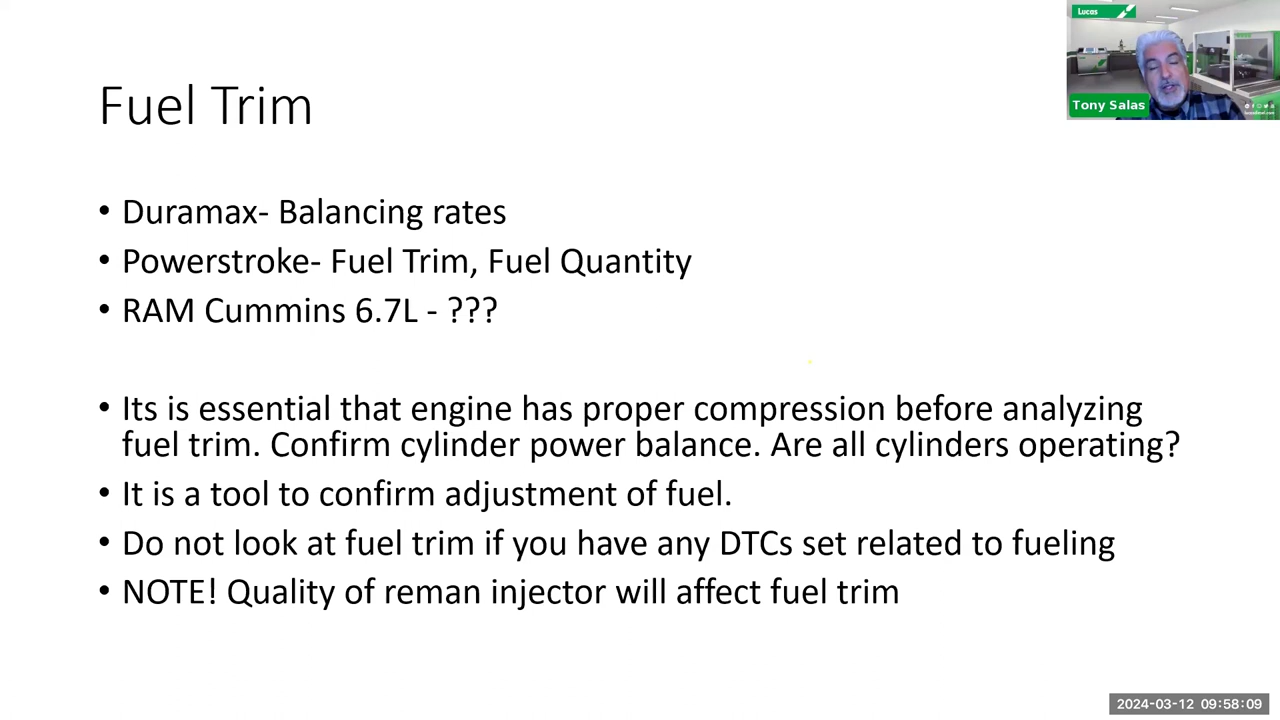 Lucas
Tony Salas
Fuel Trim
• Duramax- Balancing rates
• Powerstroke- Fuel Trim, Fuel Quantity
• RAM Cummins 6.7L - ???
• Its is essential that engine has proper compression before analyzing
fuel trim. Confirm cylinder power balance. Are all cylinders operating?
• It is a tool to confirm adjustment of fuel.
• Do not look at fuel trim if you have any DTCs set related to fueling
• NOTE! Quality of reman injector will affect fuel trim
2024-03-12 09:58:09